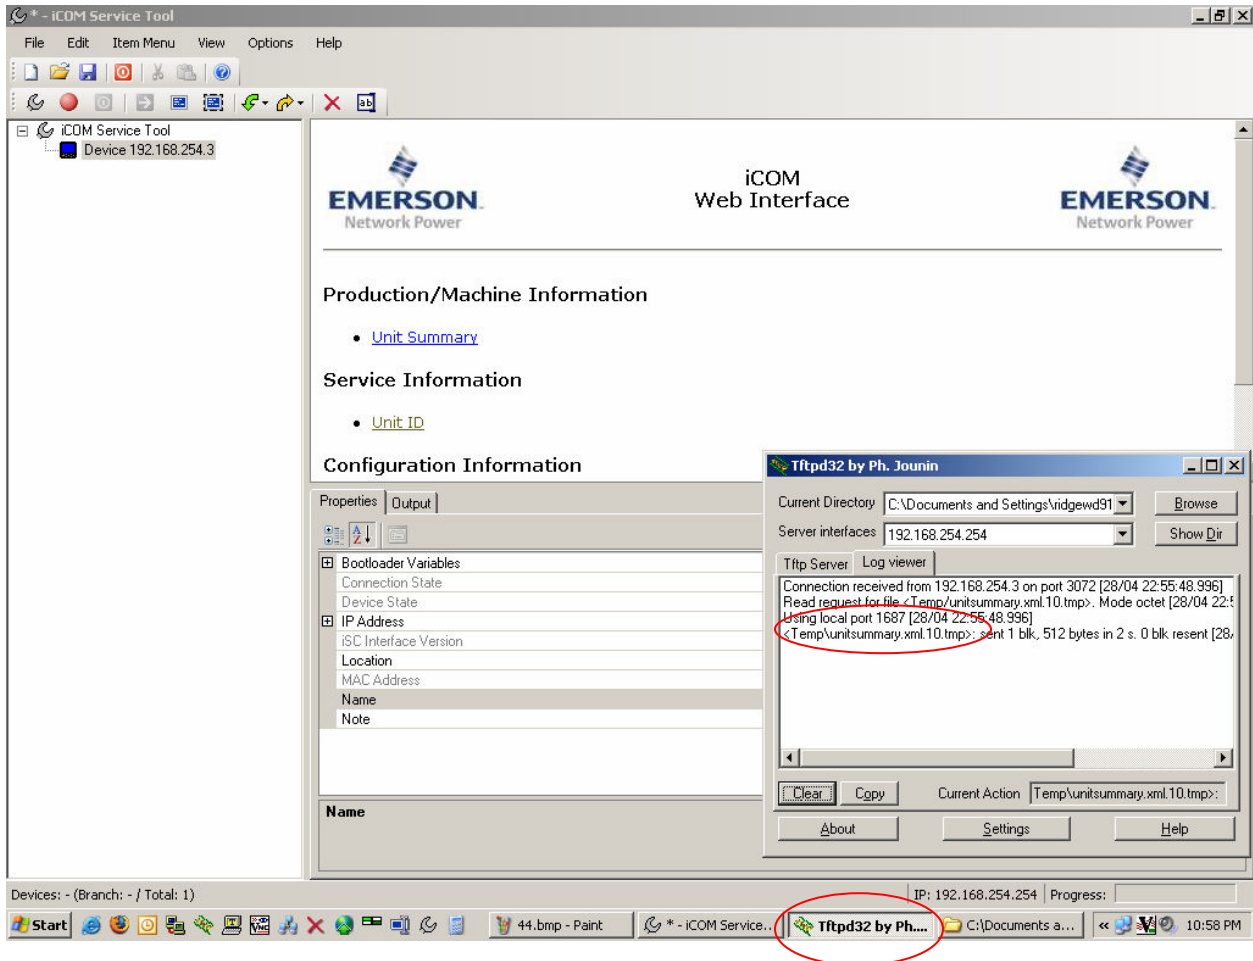 * - iCOM Service Tool
File Edit Item Menu View Options Help
iCOM Service Tool
Device 192.168.254.3
EMERSON
Network Power
iCOM
Web Interface
EMERSON
Network Power
Production/Machine Information
Unit Summary
Service Information
Unit ID
Configuration Information
Properties Output
Bootloader Variables
Connection State
Device State
IP Address
iSC Interface Version
Location
MAC Address
Name
Note
Name
Tftpd32 by Ph. Jounin
Current Directory C:\Documents and Settings\ridgewd91 Browse
Server interfaces 192.168.254.254 Show Dir
Tftp Server Log viewer
Connection received from 192.168.254.3 on port 3072 [28/04 22:55:48.996]
Read request for file <Temp/unitsummary.xml.10.tmp>. Mode octet [28/04 22:5
Using local port 1687 [28/04 22:55:48.996]
<Temp\unitsummary.xml.10.tmp>: sent 1 blk, 512 bytes in 2 s. 0 blk resent [28/
Clear Copy Current Action Temp\unitsummary.xml.10.tmp>:
About Settings Help
Devices: - (Branch: - / Total: 1) IP: 192.168.254.254 Progress:
Start 44.bmp - Paint * - iCOM Service... Tftpd32 by Ph.... C:\Documents a... 10:58 PM